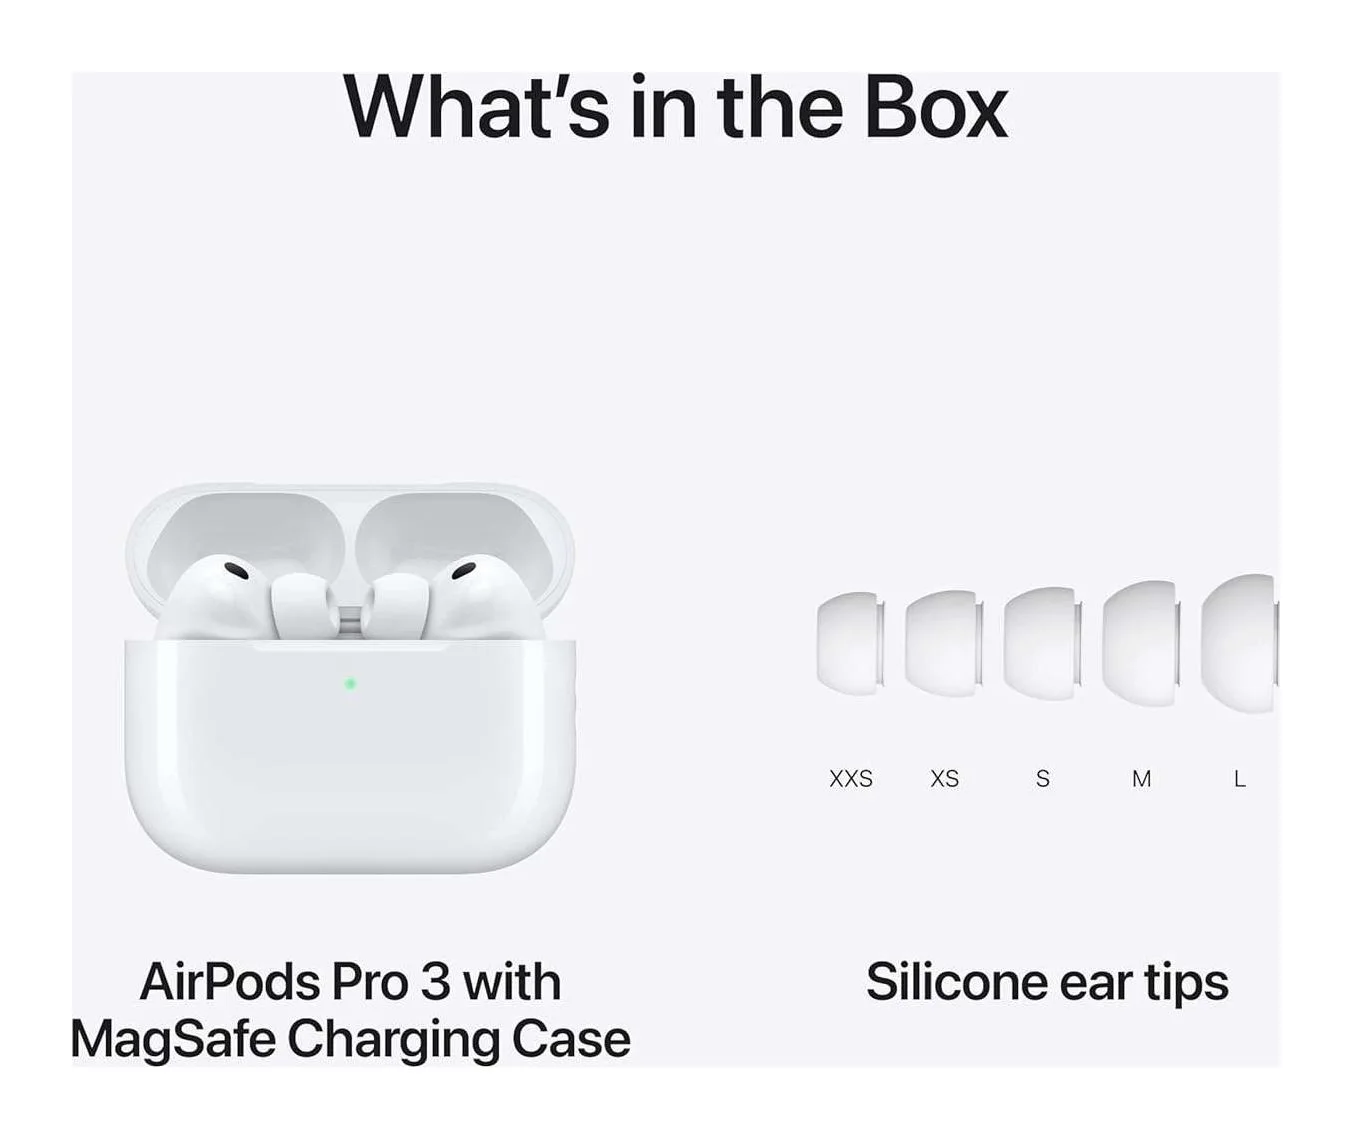 What's in the Box
XXS XS S M L
AirPods Pro 3 with
MagSafe Charging Case
Silicone ear tips